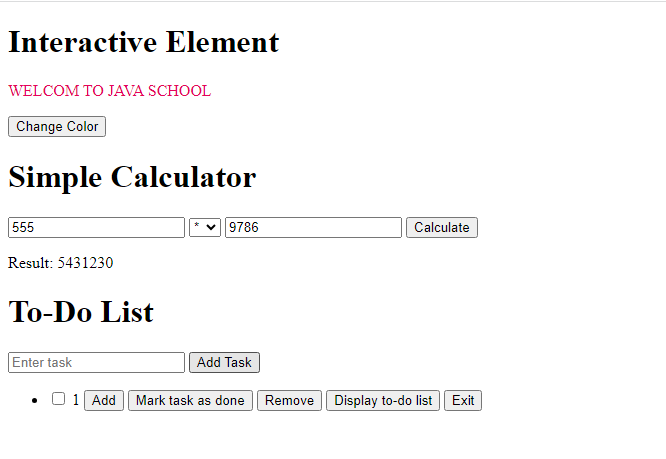 Interactive Element
WELCOM TO JAVA SCHOOL
Change Color
Simple Calculator
555 * 9786 Calculate
Result: 5431230
To-Do List
Enter task Add Task
1 Add Mark task as done Remove Display to-do list Exit